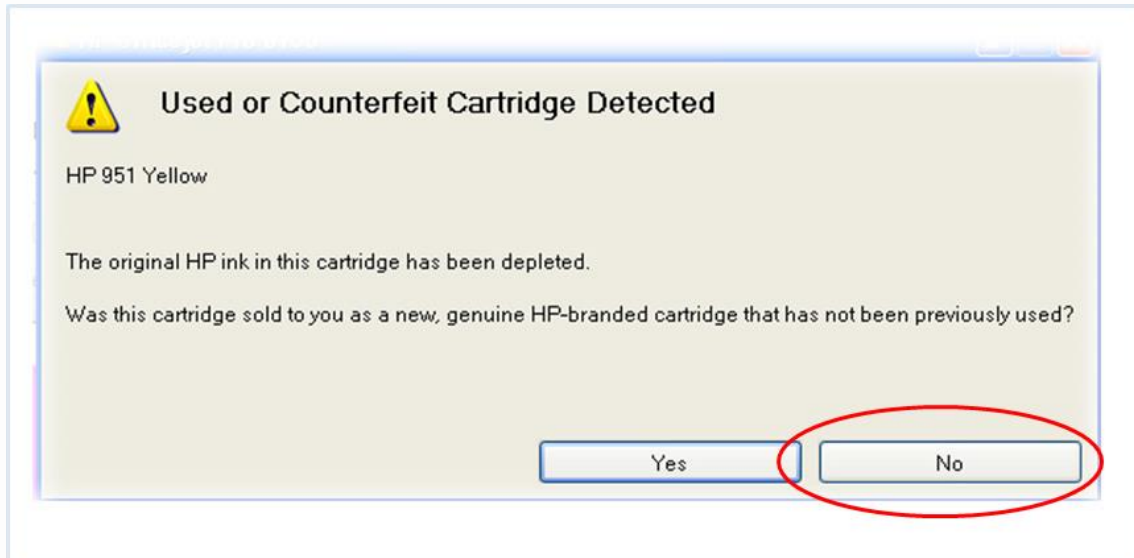 Used or Counterfeit Cartridge Detected
HP 951 Yellow
The original HP ink in this cartridge has been depleted.
Was this cartridge sold to you as a new, genuine HP-branded cartridge that has not been previously used?
Yes
No